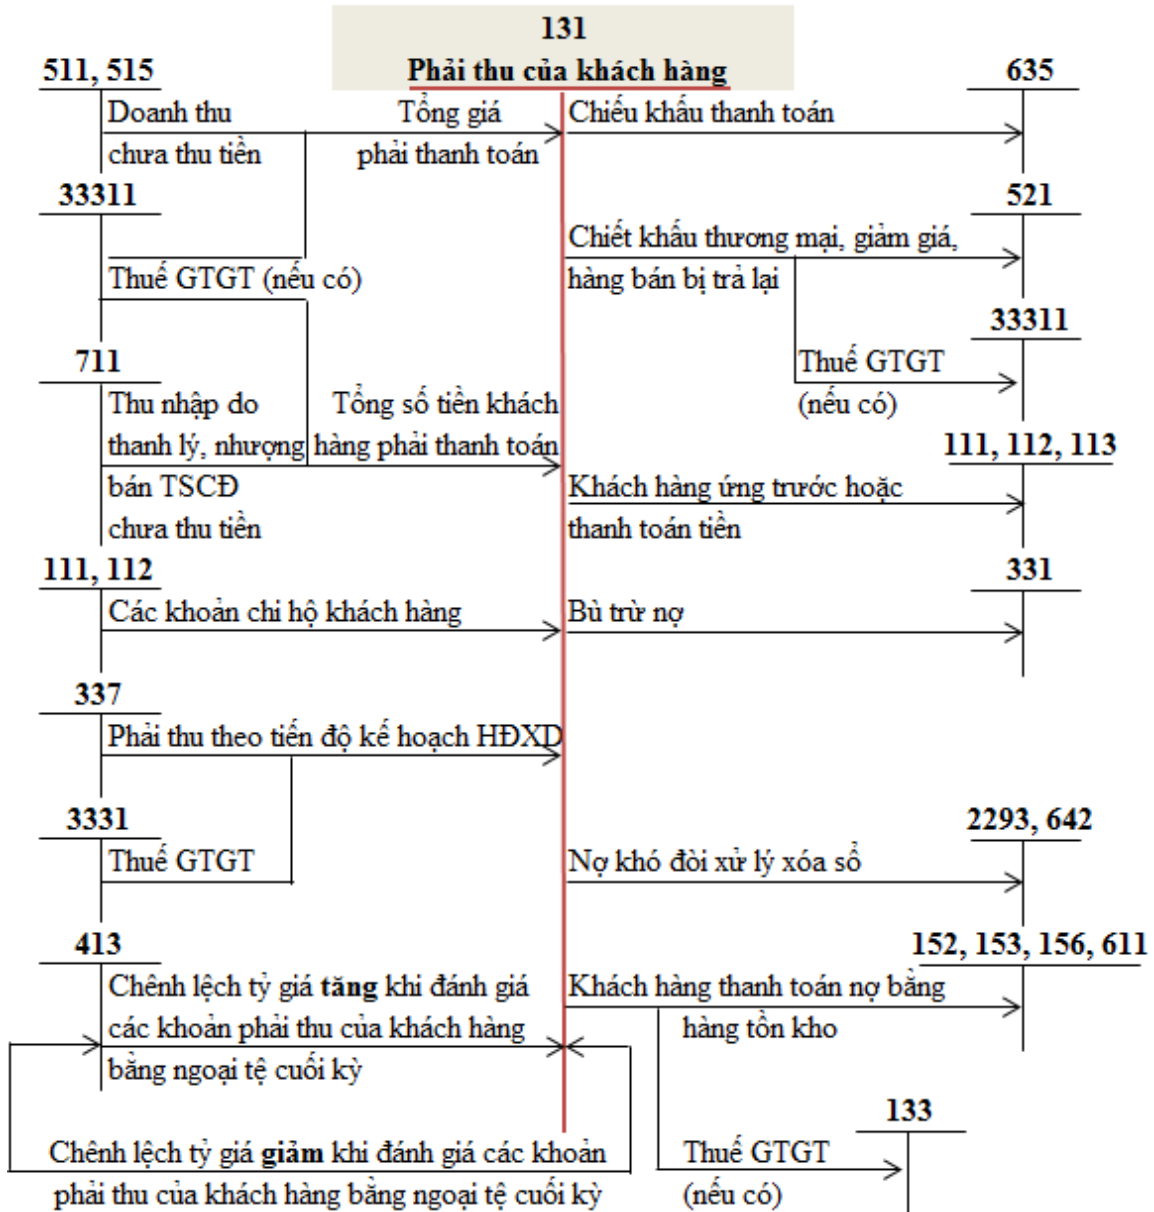 131
Phải thu của khách hàng
511, 515
635
Doanh thu
Tổng giá
Chiếu khấu thanh toán
chưa thu tiền
phải thanh toán
33311
521
Chiết khấu thương mại, giảm giá,
Thuế GTGT (nếu có)
hàng bán bị trả lại
33311
711
Thuế GTGT
Thu nhập do
Tổng số tiền khách
(nếu có)
thanh lý, nhượng
hàng phải thanh toán
111, 112, 113
bán TSCĐ
Khách hàng ứng trước hoặc
chưa thu tiền
thanh toán tiền
111, 112
331
Các khoản chi hộ khách hàng
Bù trừ nợ
337
Phải thu theo tiến độ kế hoạch HĐXD
3331
2293, 642
Thuế GTGT
Nợ khó đòi xử lý xóa sổ
413
152, 153, 156, 611
Chênh lệch tỷ giá tăng khi đánh giá
Khách hàng thanh toán nợ bằng
các khoản phải thu của khách hàng
hàng tồn kho
bằng ngoại tệ cuối kỳ
133
Chênh lệch tỷ giá giảm khi đánh giá các khoản
Thuế GTGT
phải thu của khách hàng bằng ngoại tệ cuối kỳ
(nếu có)